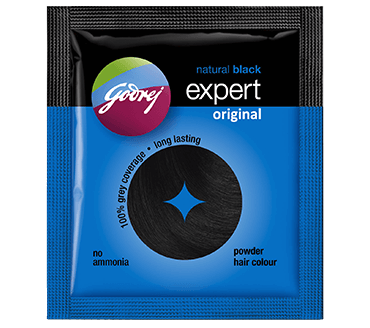 natural black
Godrej
expert
original
100% grey coverage • long lasting
no
ammonia
powder
hair colour